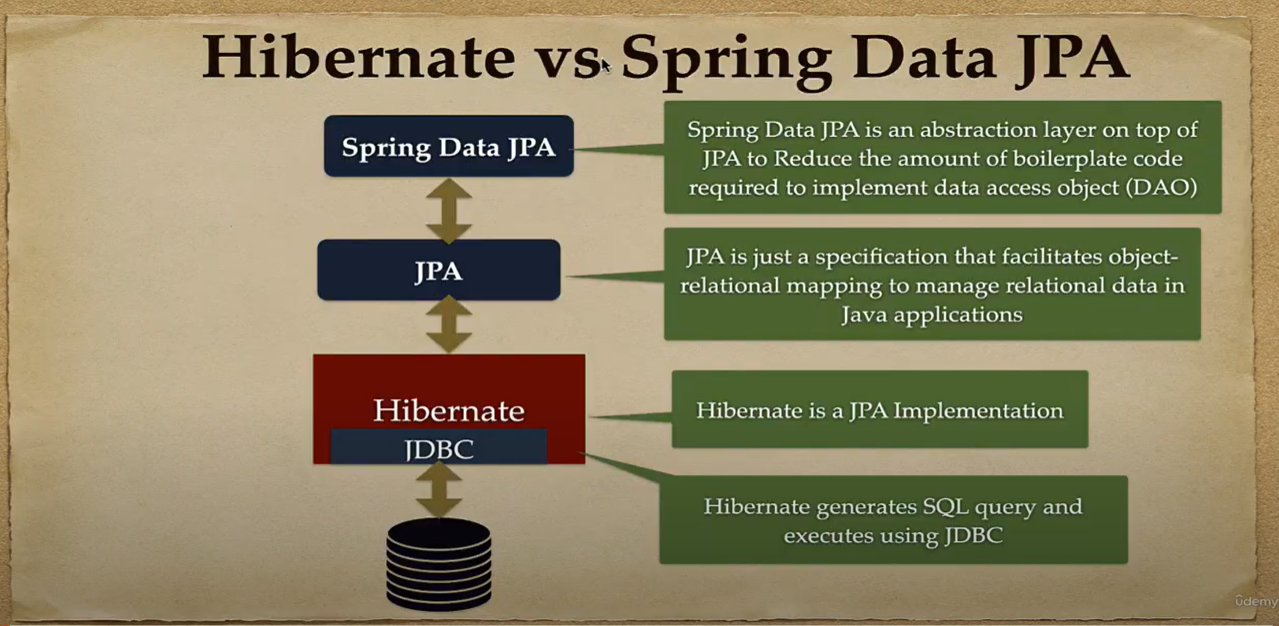 Hibernate vs Spring Data JPA
Spring Data JPA
Spring Data JPA is an abstraction layer on top of
JPA to Reduce the amount of boilerplate code
required to implement data access object (DAO)
JPA
JPA is just a specification that facilitates object-
relational mapping to manage relational data in
Java applications
Hibernate
Hibernate is a JPA Implementation
JDBC
Hibernate generates SQL query and
executes using JDBC
ûdemy